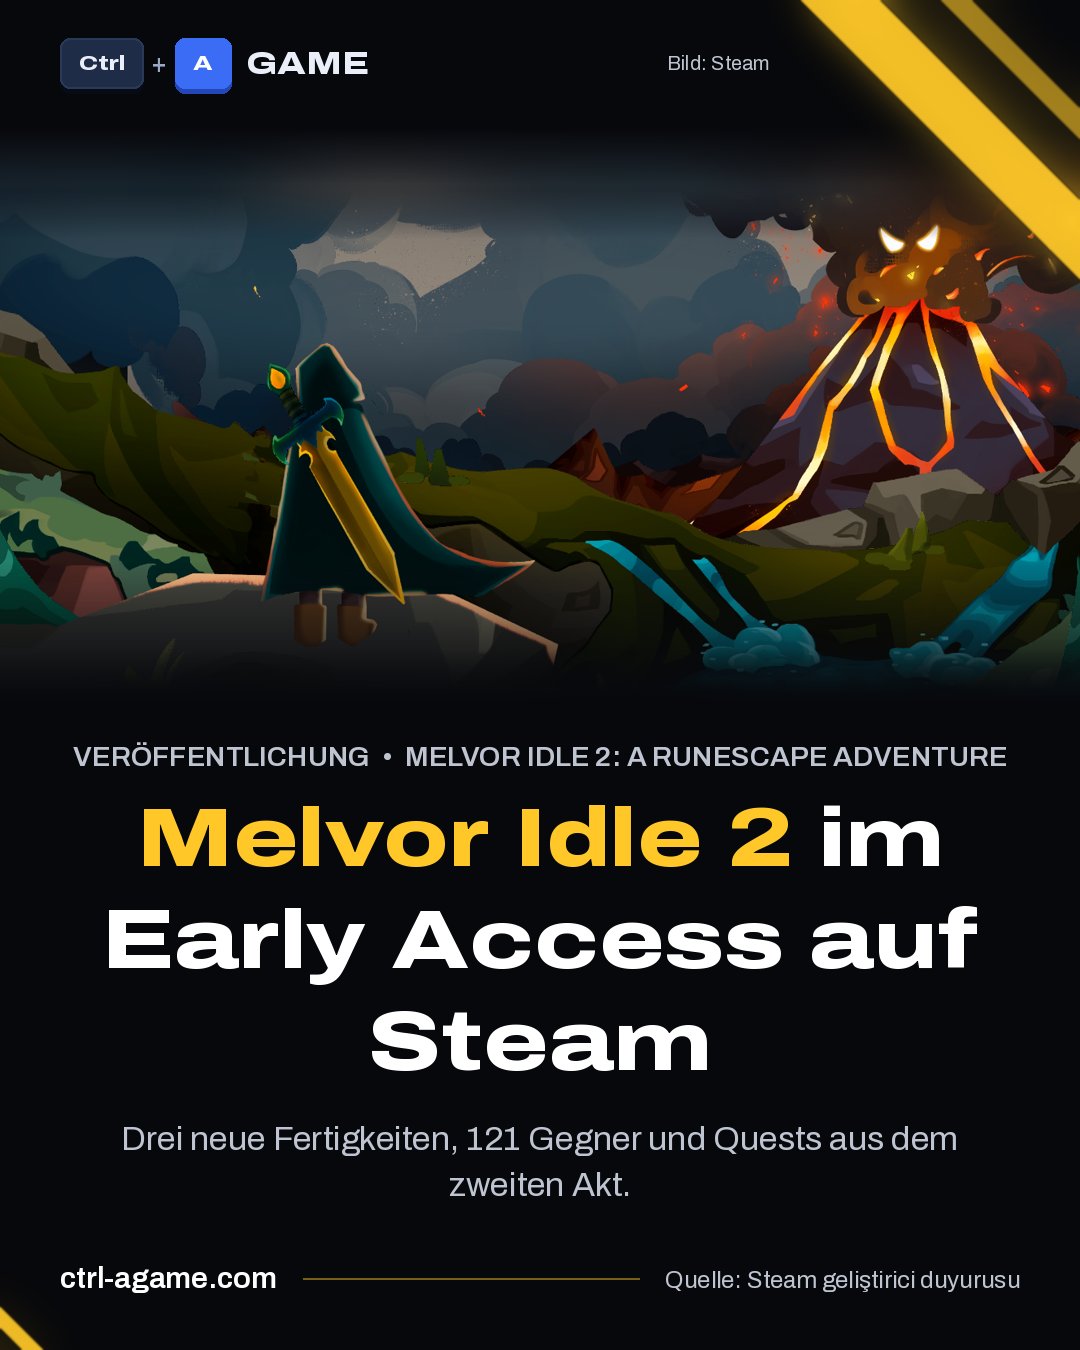 Ctrl + A GAME
Bild: Steam
VERÖFFENTLICHUNG • MELVOR IDLE 2: A RUNESCAPE ADVENTURE
Melvor Idle 2 im
Early Access auf
Steam
Drei neue Fertigkeiten, 121 Gegner und Quests aus dem
zweiten Akt.
ctrl-agame.com
Quelle: Steam geliştirici duyurusu